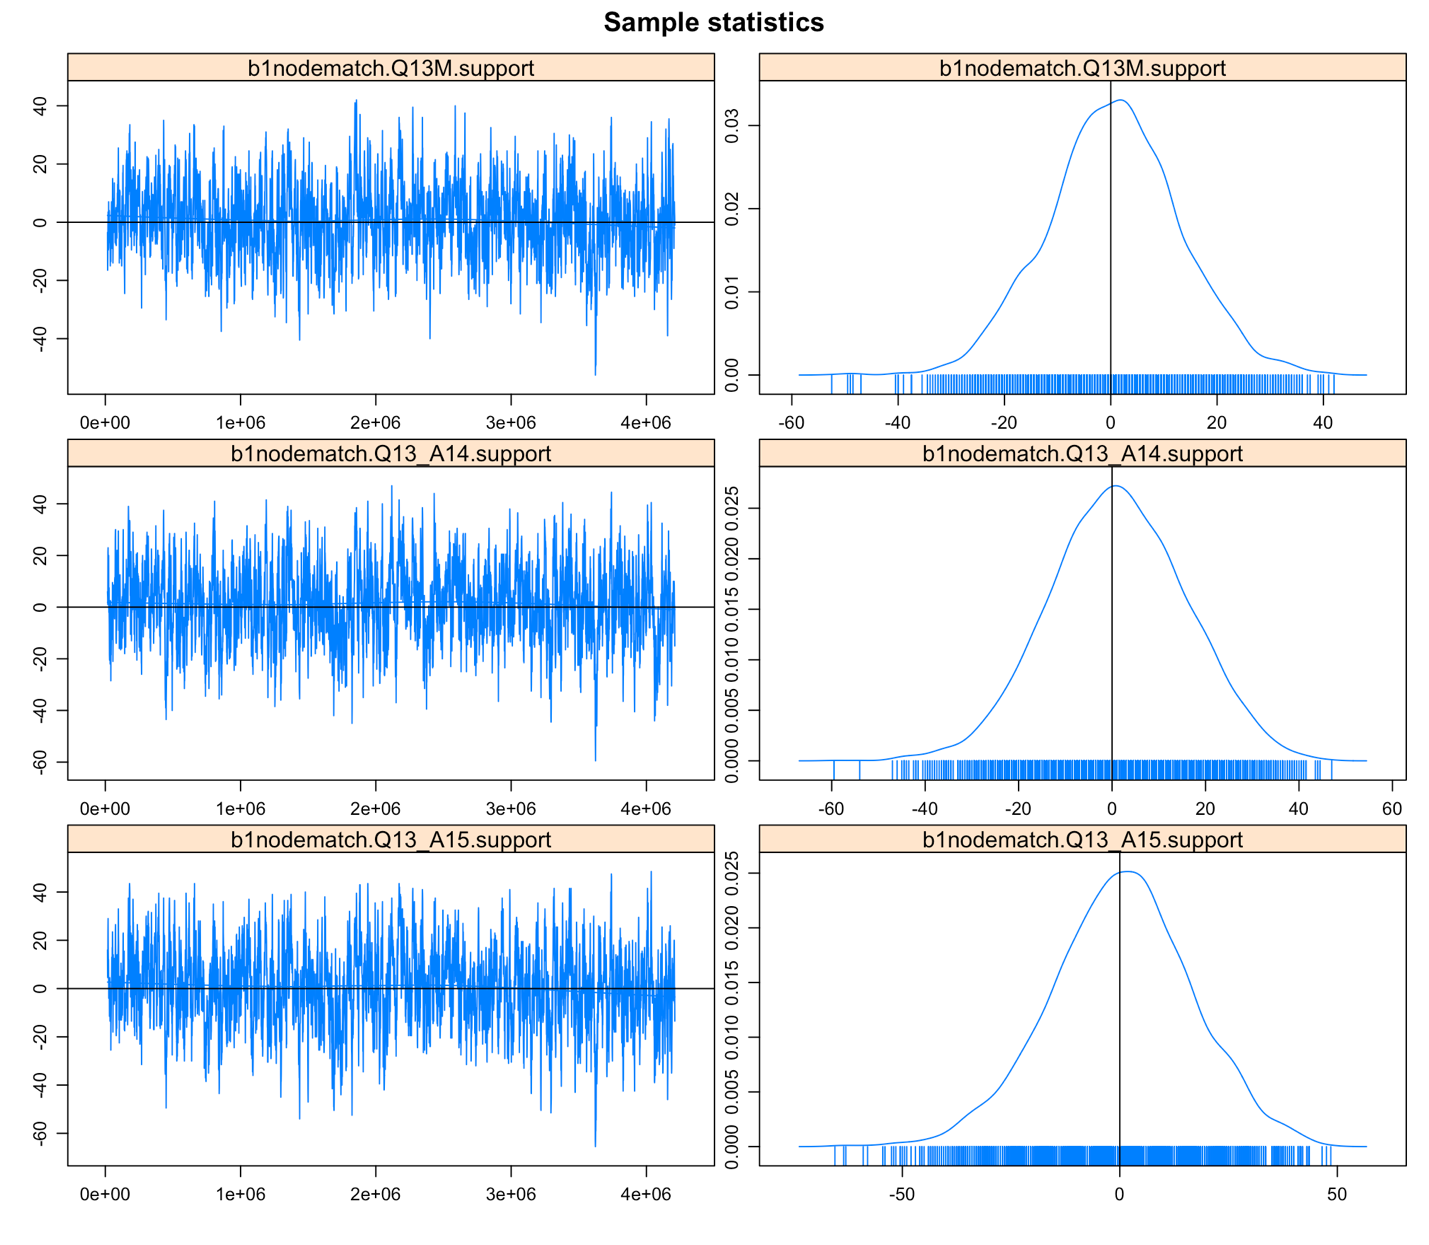 Sample statistics
b1nodematch.Q13M.support
b1nodematch.Q13M.support
40
20
0
-20
-40
0e+00 1e+06 2e+06 3e+06 4e+06
0.03
0.02
0.01
0.00
-60 -40 -20 0 20 40
b1nodematch.Q13_A14.support
b1nodematch.Q13_A14.support
40
20
0
-20
-40
-60
0e+00 1e+06 2e+06 3e+06 4e+06
0.025
0.020
0.015
0.010
0.005
0.000
-60 -40 -20 0 20 40 60
b1nodematch.Q13_A15.support
b1nodematch.Q13_A15.support
40
20
0
-20
-40
-60
0e+00 1e+06 2e+06 3e+06 4e+06
0.025
0.020
0.015
0.010
0.005
0.000
-50 0 50